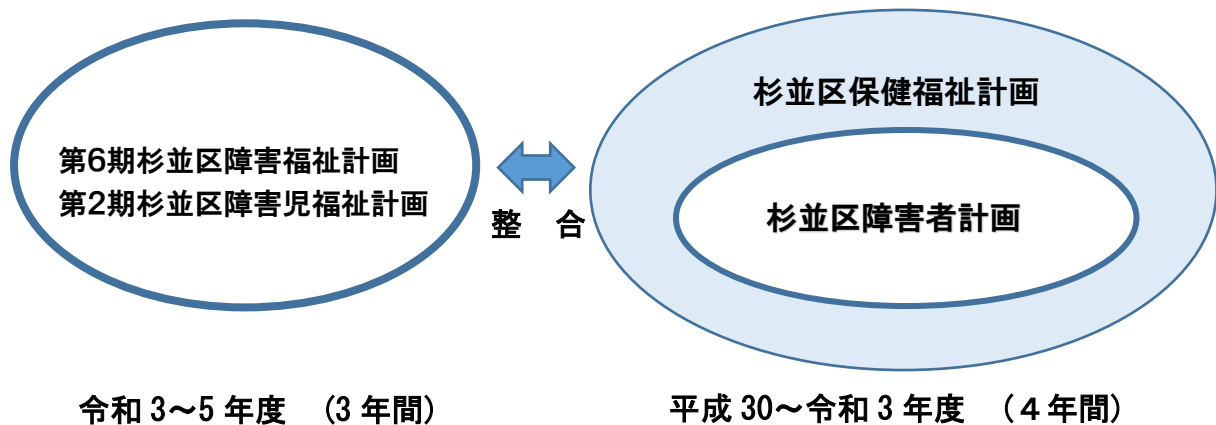 第6期杉並区障害福祉計画
第2期杉並区障害児福祉計画
整 合
杉並区保健福祉計画
杉並区障害者計画
令和 3~5 年度 (3 年間)
平成 30~令和 3 年度 (4 年間)